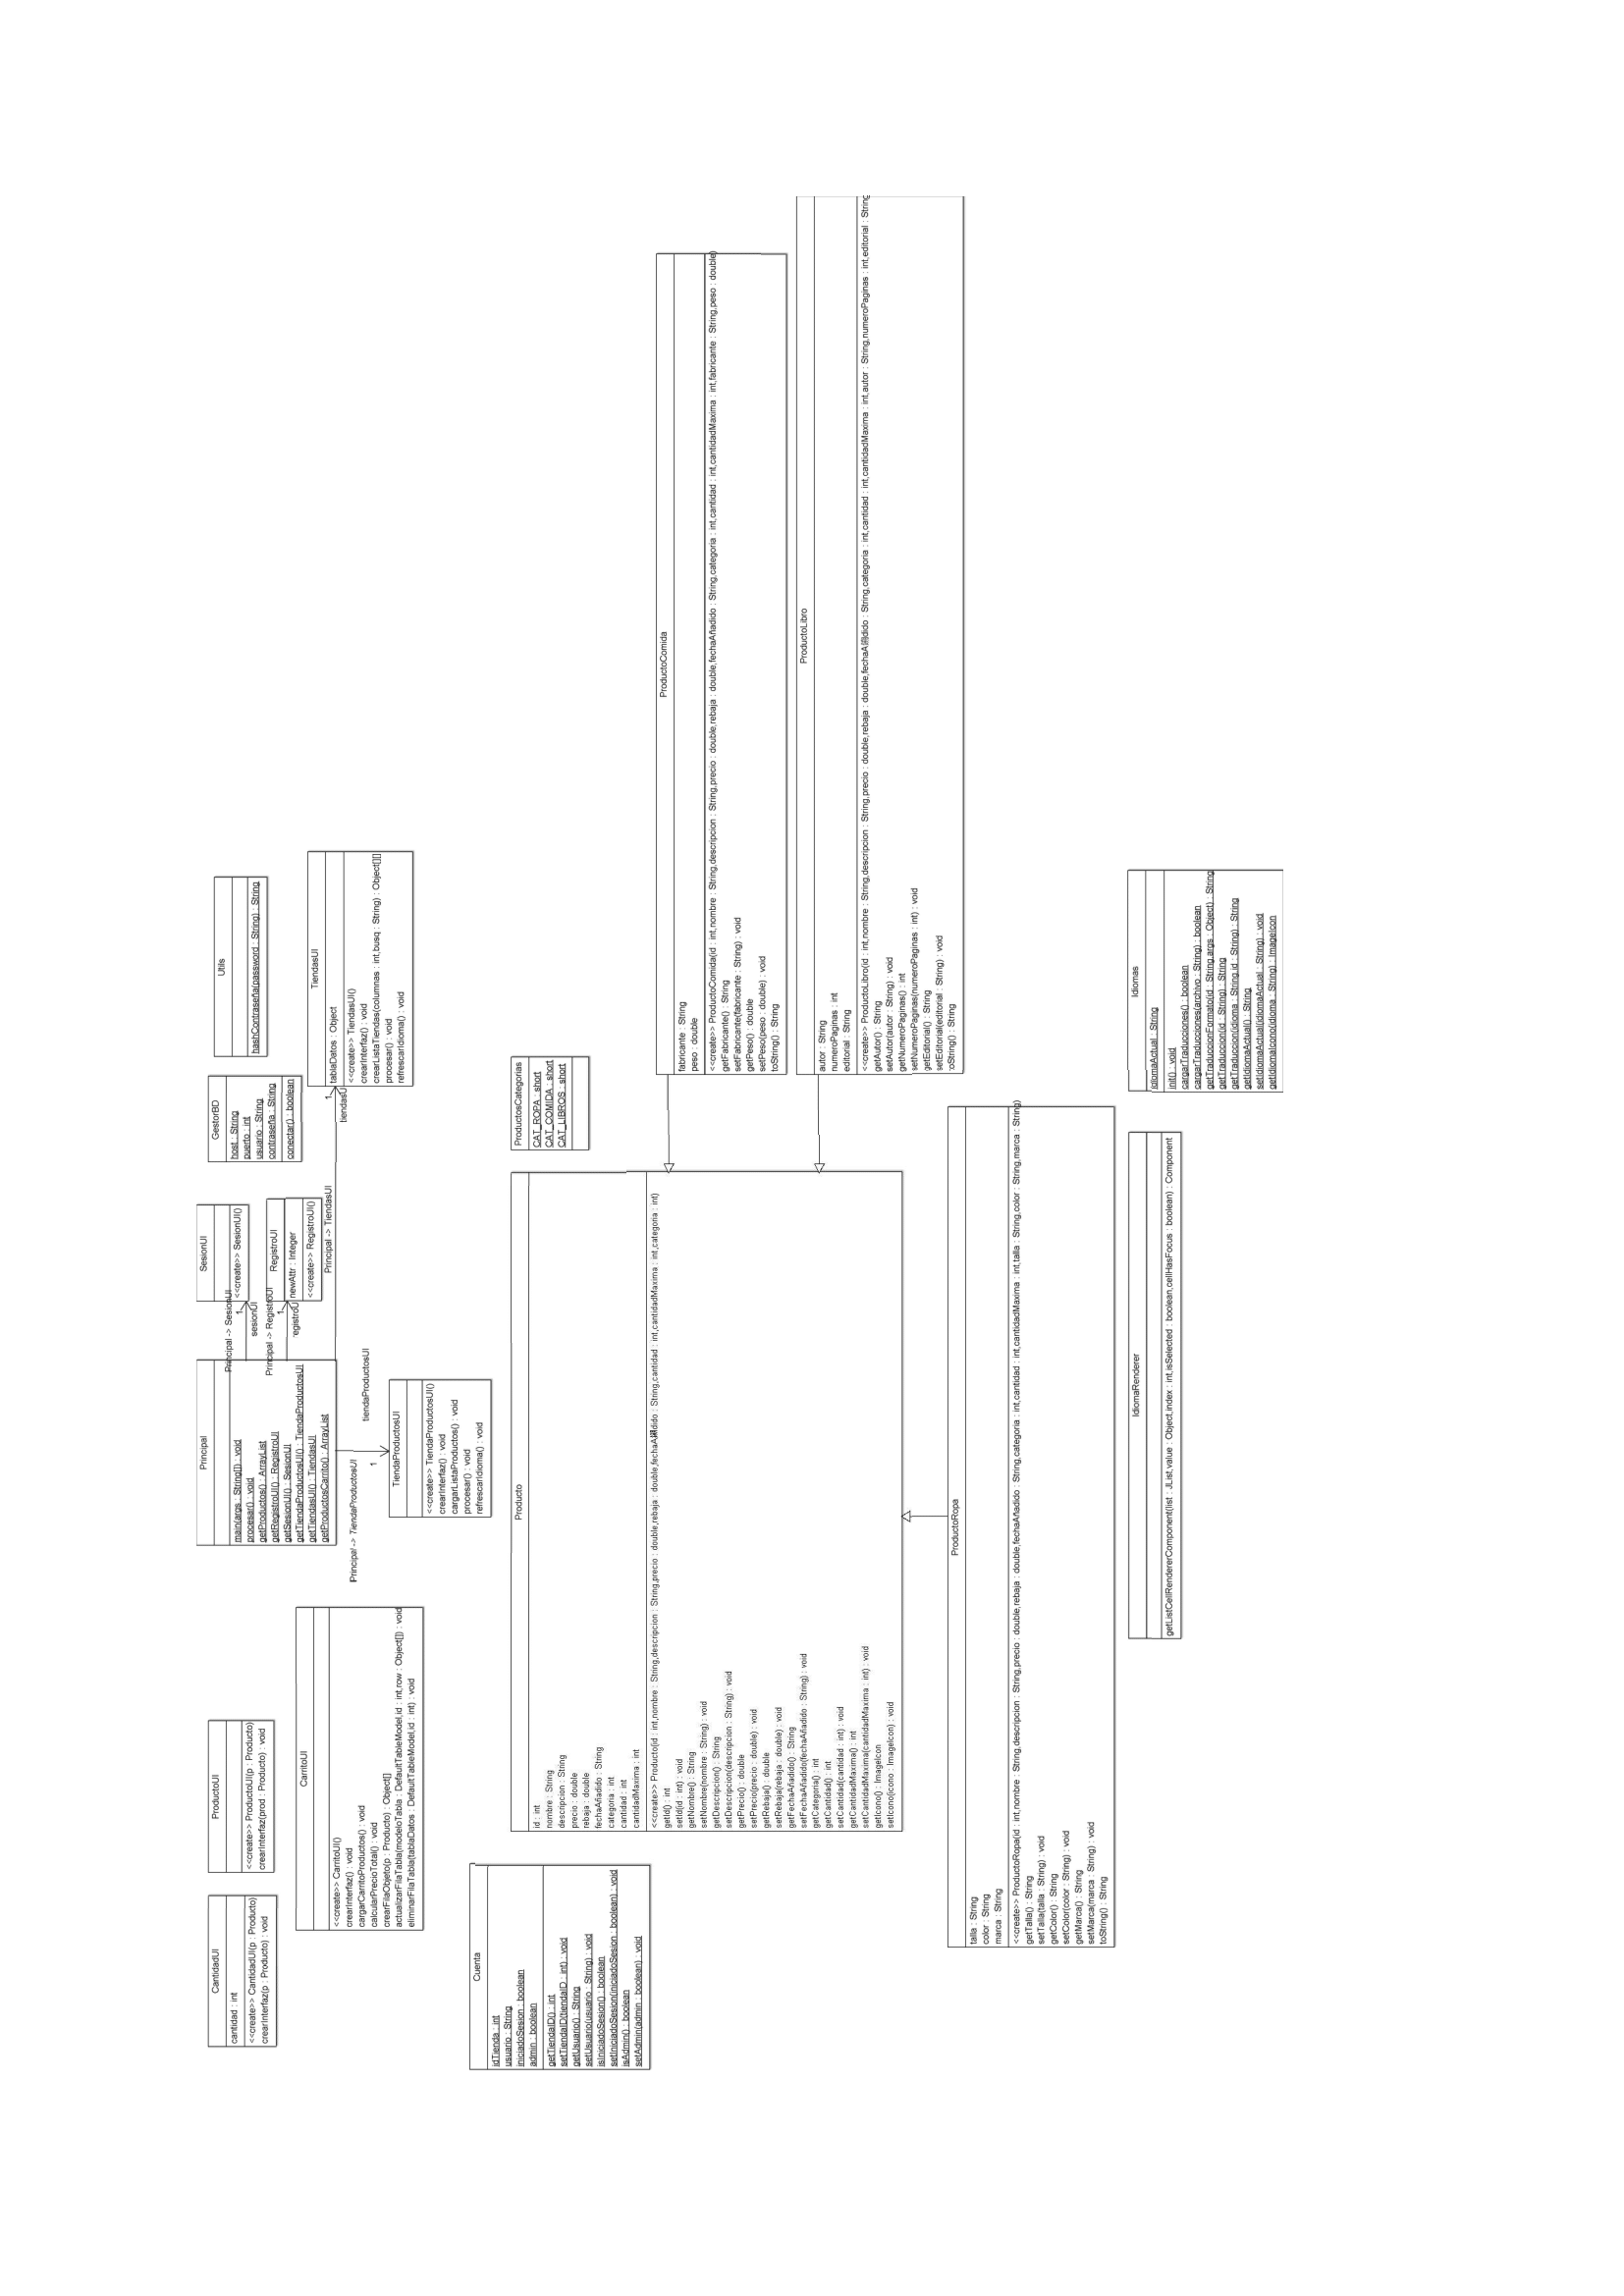 CantidadUI
cantidad : int
<<create>> CantidadUI(p : Producto)
crearInterfaz(p : Producto) : void
ProductoUI
<<create>> ProductoUI(p : Producto)
crearInterfaz(prod : Producto) : void
CarritoUI
<<create>> CarritoUI()
crearInterfaz() : void
cargarCarritoProductos() : void
calcularPrecioTotal() : void
crearFilaObjeto(p : Producto) : Object[]
actualizarFilaTabla(modeloTabla : DefaultTableModel,id : int,row : Object[]) : void
eliminarFilaTabla(tablaDatos : DefaultTableModel,id : int) : void
Principal
main(args : String[]) : void
procesar() : void
getProductos() : ArrayList
getRegistroUI() : RegistroUI
getSesionUI() : SesionUI
getTiendaProductosUI() : TiendaProductosUI
getTiendasUI() : TiendasUI
getProductosCarrito() : ArrayList
Principal -> SesionUI
1
sesionUI
Principal -> RegistroUI
1
registroU
Principal -> TiendasUI
1
tiendasU
Principal -> TiendaProductosUI
1
tiendaProductosUI
SesionUI
<<create>> SesionUI()
RegistroUI
newAttr : Integer
<<create>> RegistroUI()
GestorBD
host : String
puerto : int
usuario : String
contraseña : String
conectar() : boolean
Utils
hashContraseña(password : String) : String
TiendasUI
tablaDatos : Object
<<create>> TiendasUI()
crearInterfaz() : void
crearListaTiendas(columnas : int,busq : String) : Object[][]
procesar() : void
refrescarIdioma() : void
TiendaProductosUI
<<create>> TiendaProductosUI()
crearInterfaz() : void
cargarListaProductos() : void
procesar() : void
refrescarIdioma() : void
Cuenta
idTienda : int
usuario : String
iniciadoSesion : boolean
admin : boolean
getTiendaID() : int
setTiendaID(tiendaID : int) : void
getUsuario() : String
setUsuario(usuario : String) : void
isIniciadoSesion() : boolean
setIniciadoSesion(iniciadoSesion : boolean) : void
isAdmin() : boolean
setAdmin(admin : boolean) : void
ProductosCategorias
CAT_ROPA : short
CAT_COMIDA : short
CAT_LIBROS : short
Producto
id : int
nombre : String
descripcion : String
precio : double
rebaja : double
fechaAñadido : String
categoria : int
cantidad : int
cantidadMaxima : int
<<create>> Producto(id : int,nombre : String,descripcion : String,precio : double,rebaja : double, : String,cantidad : int,cantidadMaxima : int,categoria : int)
getId() : int
setId(id : int) : void
getNombre() : String
setNombre(nombre : String) : void
getDescripcion() : String
setDescripcion(descripcion : String) : void
getPrecio() : double
setPrecio(precio : double) : void
getRebaja() : double
setRebaja(rebaja : double) : void
getFechaAñadido() : String
setFechaAñadido(fechaAñadido : String) : void
getCategoria() : int
getCantidad() : int
setCantidad(cantidad : int) : void
getCantidadMaxima() : int
setCantidadMaxima(cantidadMaxima : int) : void
getIcono() : ImageIcon
setIcono(icono : ImageIcon) : void
ProductoComida
fabricante : String
peso : double
<<create>> ProductoComida(id : int,nombre : String,descripcion : String,precio : double,rebaja : double,fechaAñadido : String,categoria : int,cantidad : int,cantidadMaxima : int,fabricante : String,peso : double)
getFabricante() : String
setFabricante(fabricante : String) : void
getPeso() : double
setPeso(peso : double) : void
toString() : String
ProductoLibro
autor : String
numeroPaginas : int
editorial : String
<<create>> ProductoLibro(id : int,nombre : String,descripcion : String,precio : double,rebaja : double, : String,categoria : int,cantidad : int,cantidadMaxima : int,autor : String,numeroPaginas : int,editorial : String
getAutor() : String
setAutor(autor : String) : void
getNumeroPaginas() : int
setNumeroPaginas(numeroPaginas : int) : void
getEditorial() : String
setEditorial(editorial : String) : void
toString() : String
ProductoRopa
talla : String
color : String
marca : String
<<create>> ProductoRopa(id : int,nombre : String,descripcion : String,precio : double,rebaja : double,fechaAñadido : String,categoria : int,cantidad : int,cantidadMaxima : int,talla : String,color : String,marca : String)
getTalla() : String
setTalla(talla : String) : void
getColor() : String
setColor(color : String) : void
getMarca() : String
setMarca(marca : String) : void
toString() : String
IdiomaRenderer
getListCellRendererComponent(list : JList,value : Object,index : int,isSelected : boolean,cellHasFocus : boolean) : Component
Idiomas
idiomaActual : String
init() : void
cargarTraducciones() : boolean
cargarTraducciones(archivo : String) : boolean
getTraduccionFormato(id : String,args : Object) : String
getTraduccion(id : String) : String
getTraduccion(idioma : String,id : String) : String
getIdiomaActual() : String
setIdiomaActual(idiomaActual : String) : void
getIdiomaIcono(idioma : String) : ImageIcon